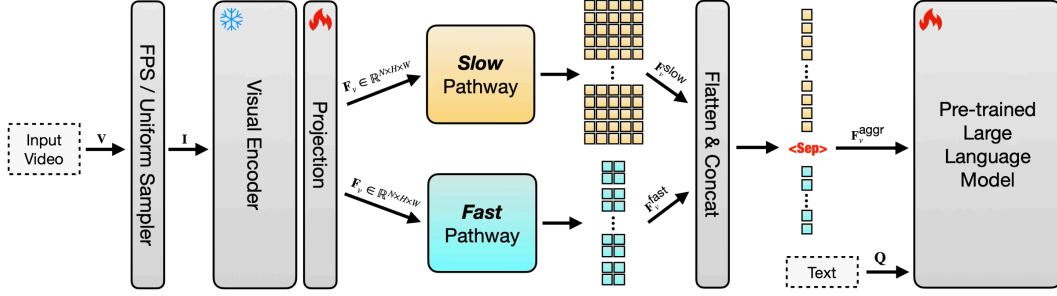 Input
Video
V
FPS / Uniform Sampler
I
Visual Encoder
Projection
F_v ∈ ℝ^{N×H×W}
Slow
Pathway
F_v^{slow}
F_v ∈ ℝ^{N×H×W}
Fast
Pathway
F_v^{fast}
Flatten & Concat
<Sep>
F_v^{aggr}
Text
Q
Pre-trained
Large
Language
Model